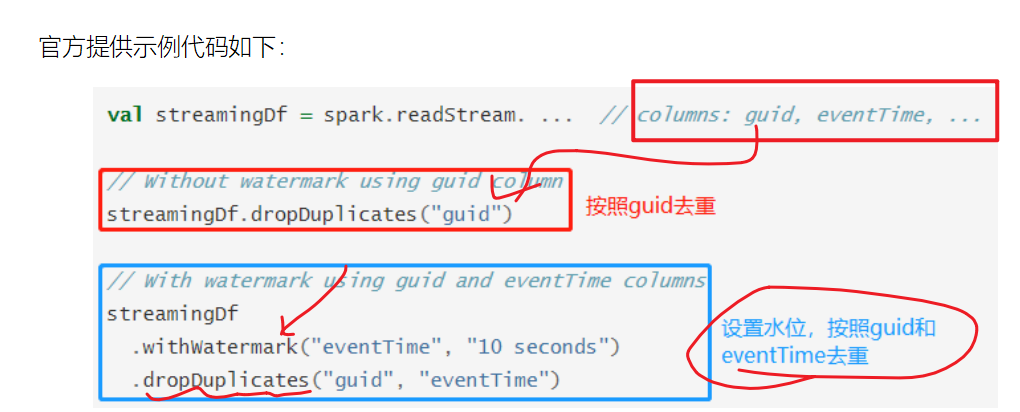 官方提供示例代码如下：
val streamingDf = spark.readStream. ...  // columns: guid, eventTime, ...
// Without watermark using guid column
streamingDf.dropDuplicates("guid")
按照guid去重
// With watermark using guid and eventTime columns
streamingDf
.withWatermark("eventTime", "10 seconds")
.dropDuplicates("guid", "eventTime")
设置水位，按照guid和
eventTime去重